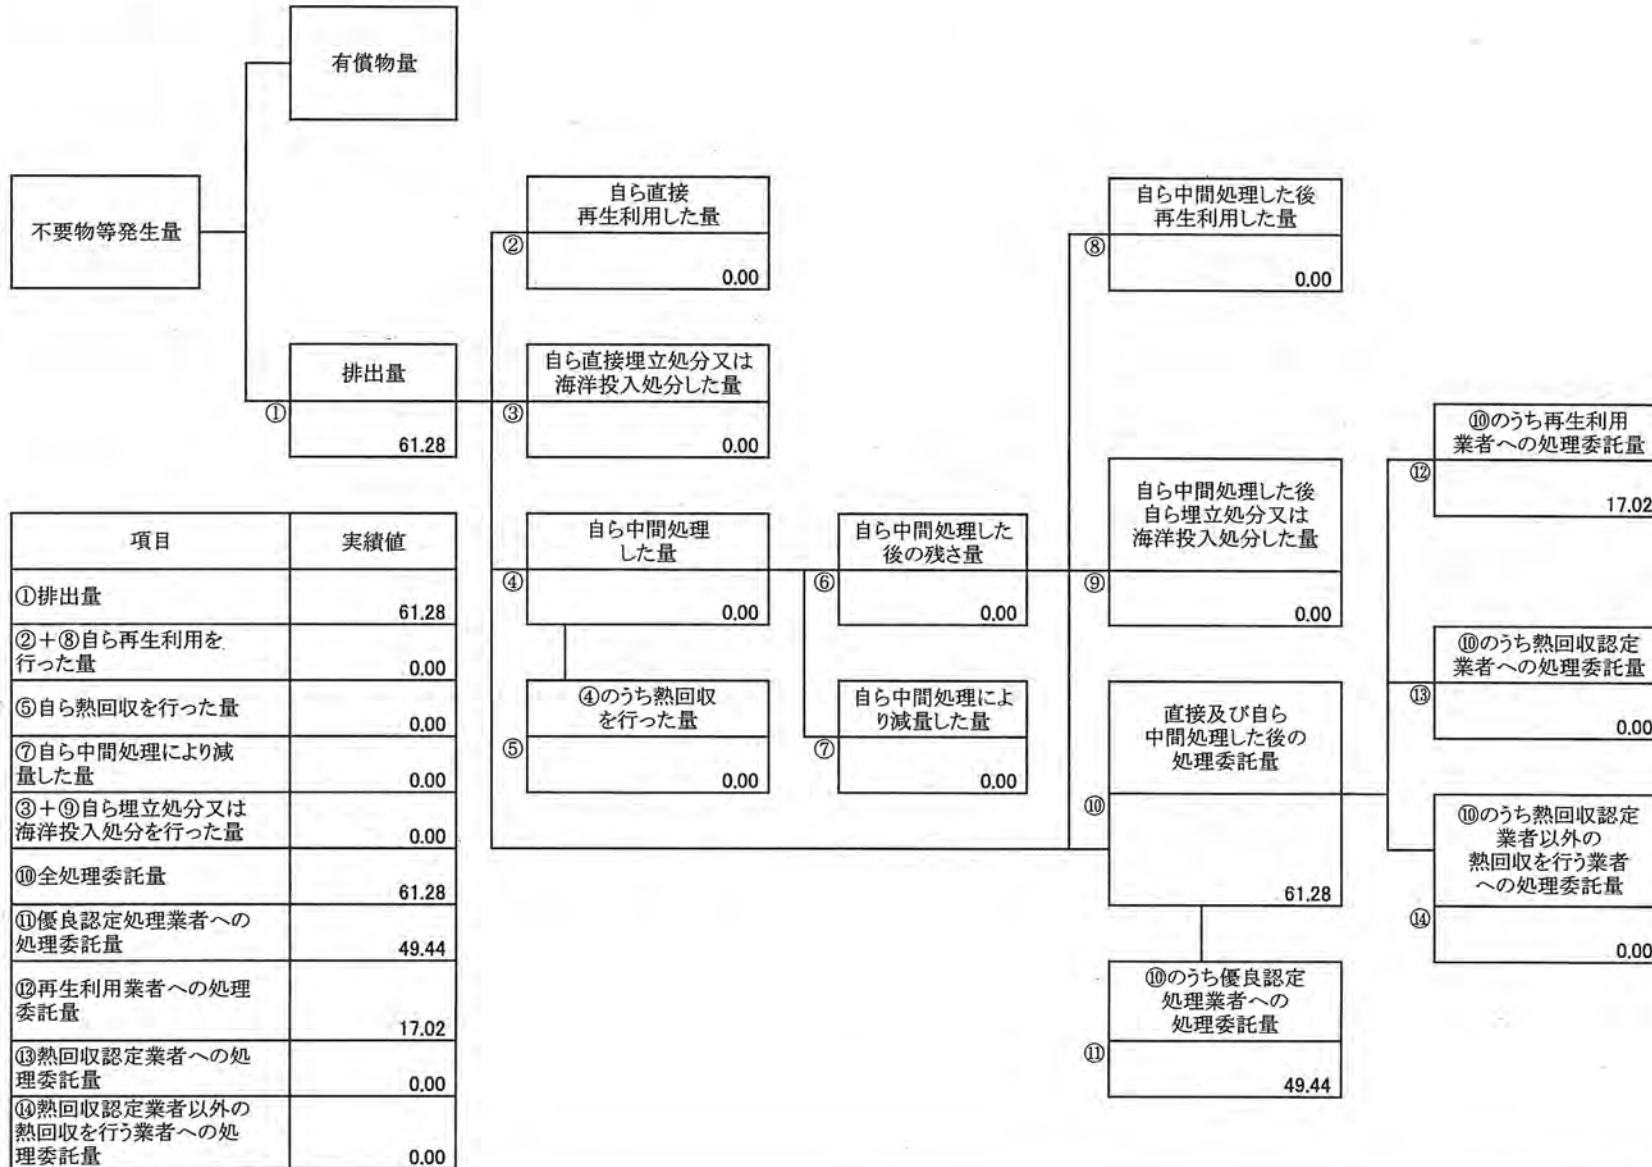 有償物量
不要物等発生量
排出量
①
61.28
自ら直接
再生利用した量
②
0.00
自ら直接埋立処分又は
海洋投入処分した量
③
0.00
自ら中間処理
した量
④
0.00
④のうち熱回収
を行った量
⑤
0.00
自ら中間処理した
後の残さ量
⑥
0.00
自ら中間処理によ
り減量した量
⑦
0.00
自ら中間処理した後
再生利用した量
⑧
0.00
自ら中間処理した後
自ら埋立処分又は
海洋投入処分した量
⑨
0.00
直接及び自ら
中間処理した後の
処理委託量
⑩
61.28
⑩のうち優良認定
処理業者への
処理委託量
⑪
49.44
⑩のうち再生利用
業者への処理委託量
⑫
17.02
⑩のうち熱回収認定
業者への処理委託量
⑬
0.00
⑩のうち熱回収認定
業者以外の
熱回収を行う業者
への処理委託量
⑭
0.00
項目 実績値
①排出量
61.28
②+⑧自ら再生利用を
行った量 0.00
⑤自ら熱回収を行った量
0.00
⑦自ら中間処理により減
量した量 0.00
③+⑨自ら埋立処分又は
海洋投入処分を行った量 0.00
⑩全処理委託量
61.28
⑪優良認定処理業者への
処理委託量 49.44
⑫再生利用業者への処理
委託量
17.02
⑬熱回収認定業者への処
理委託量 0.00
⑭熱回収認定業者以外の
熱回収を行う業者への処
理委託量 0.00